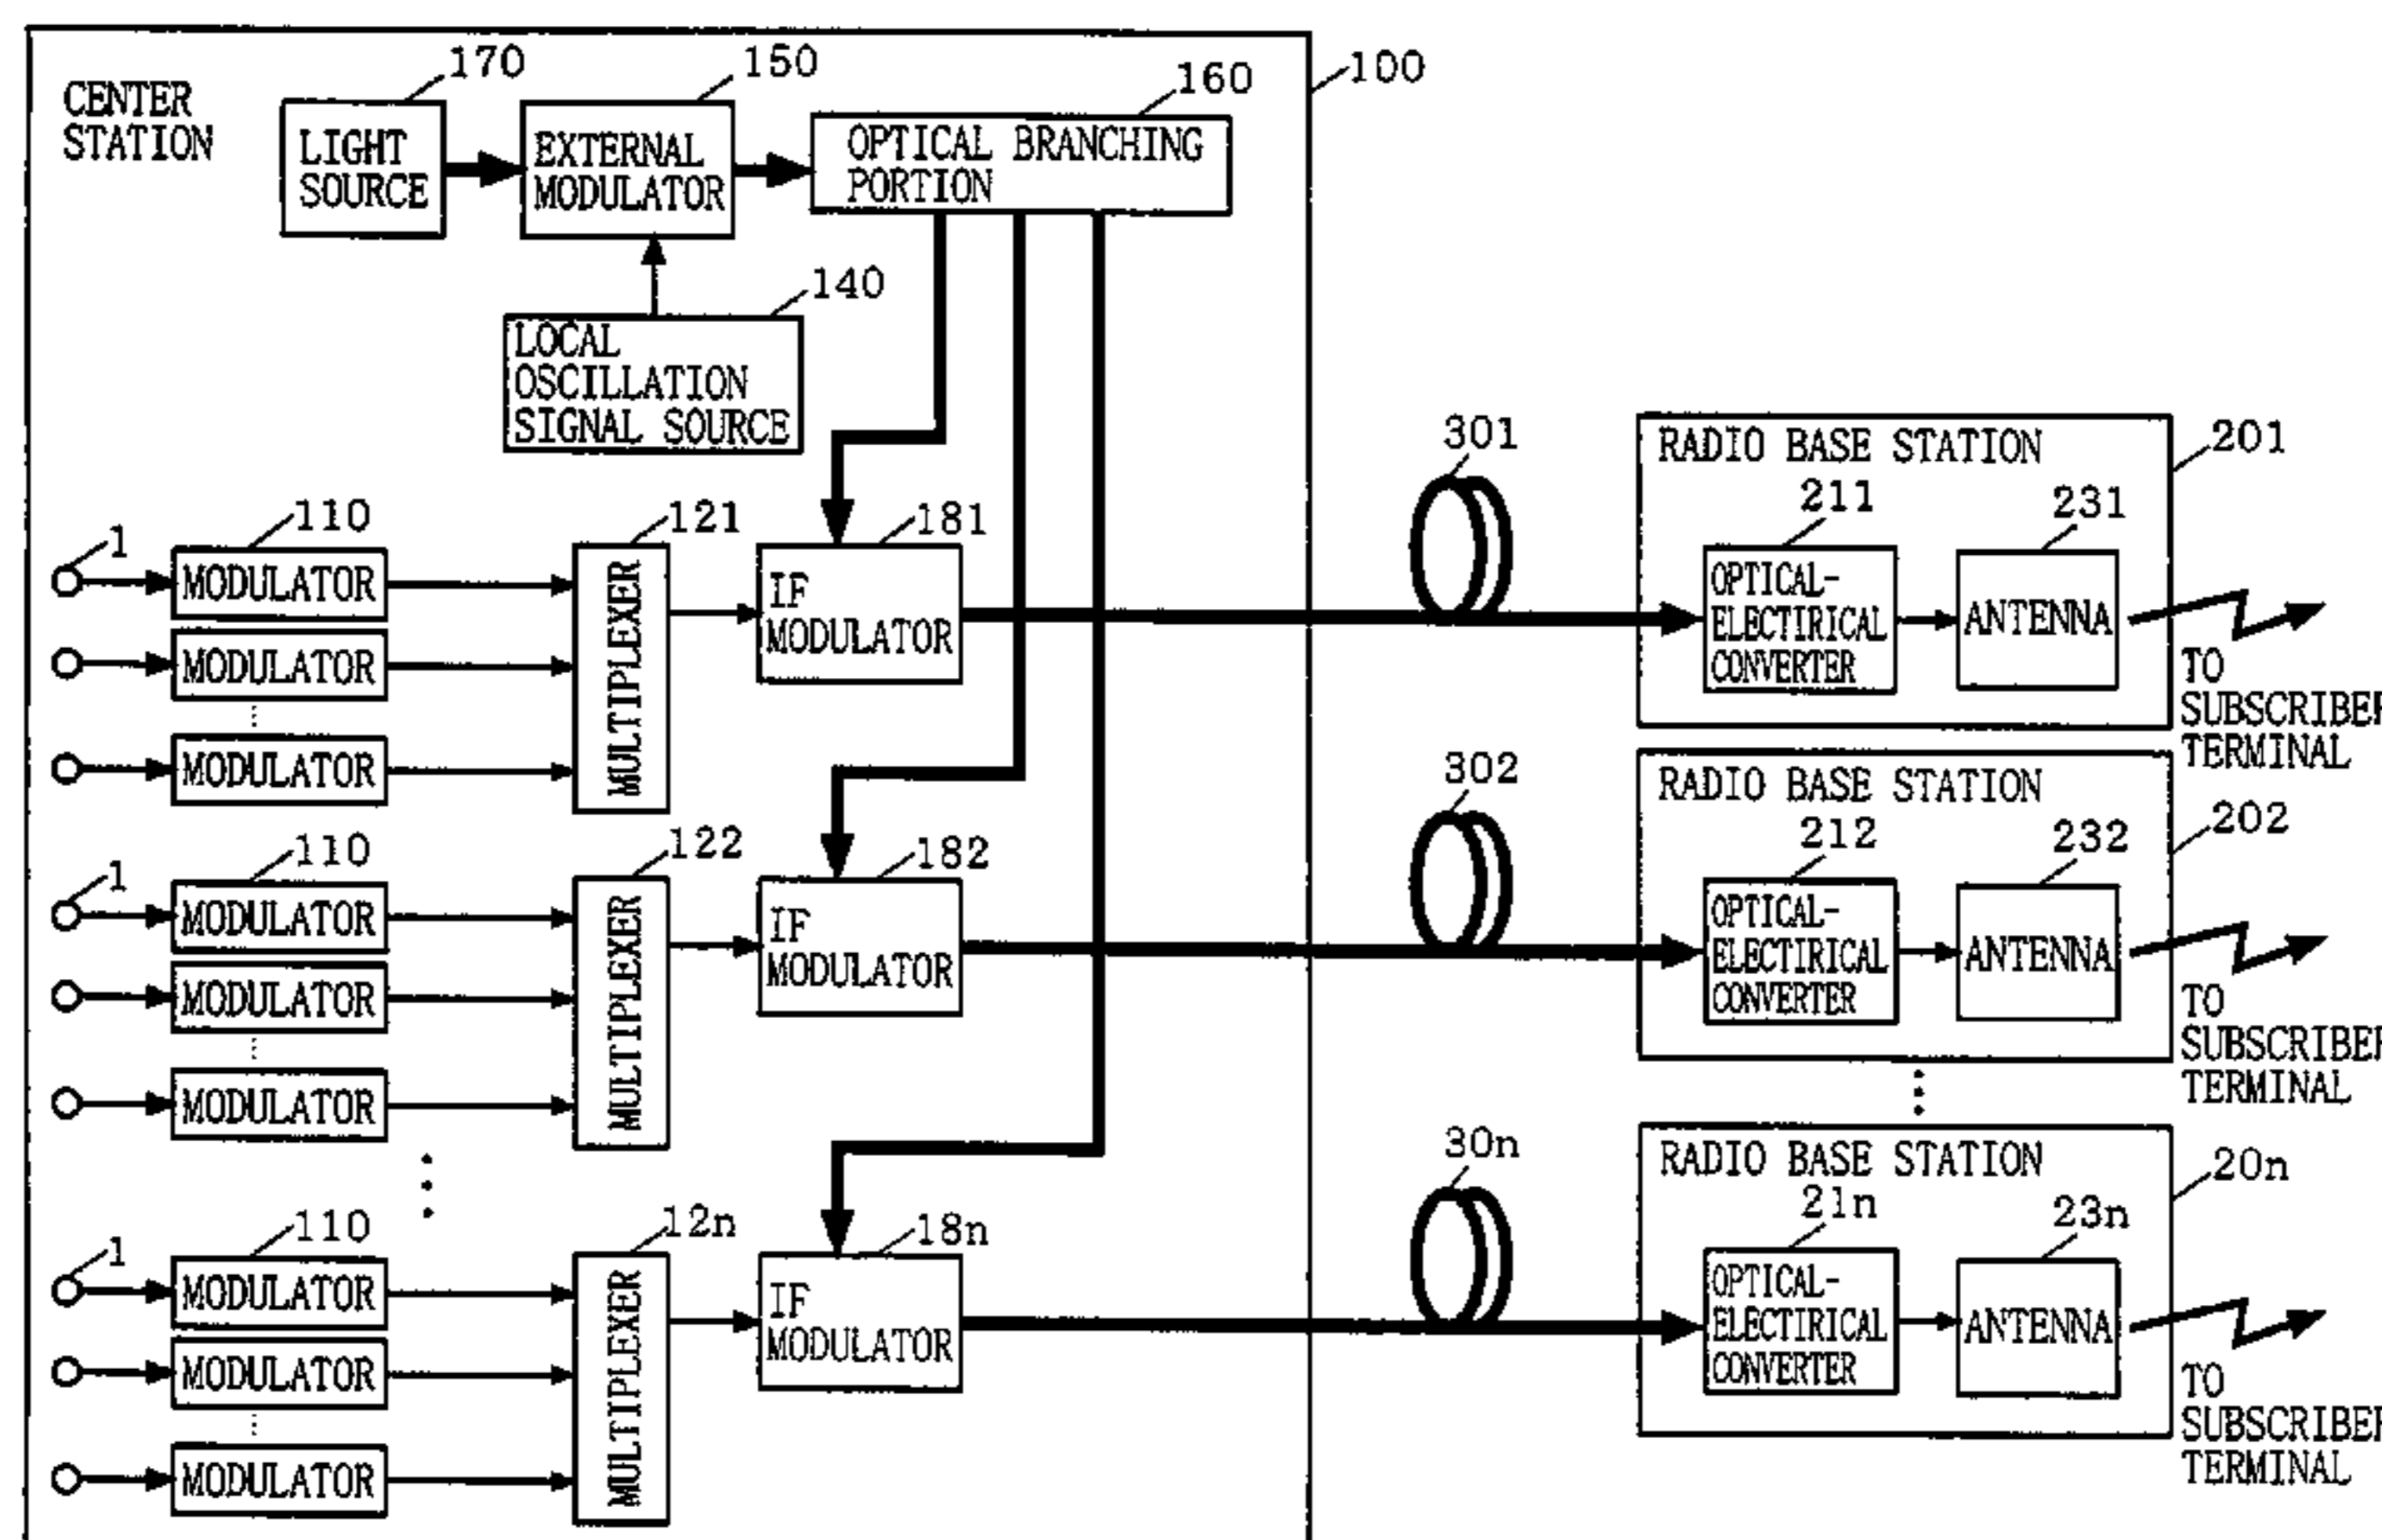 170
150
160
100
CENTER
STATION
LIGHT
SOURCE
EXTERNAL
MODULATOR
OPTICAL BRANCHING
PORTION
140
LOCAL
OSCILLATION
SIGNAL SOURCE
301
RADIO BASE STATION
201
211
231
1
110
121
181
MODULATOR
MULTIPLEXER
IF
MODULATOR
OPTICAL-
ELECTIRICAL
CONVERTER
ANTENNA
MODULATOR
MODULATOR
TO
SUBSCRIBER
TERMINAL
302
RADIO BASE STATION
202
212
232
1
110
122
182
MODULATOR
MULTIPLEXER
IF
MODULATOR
OPTICAL-
ELECTIRICAL
CONVERTER
ANTENNA
MODULATOR
MODULATOR
TO
SUBSCRIBER
TERMINAL
30n
RADIO BASE STATION
20n
21n
23n
1
110
12n
18n
MODULATOR
MULTIPLEXER
IF
MODULATOR
OPTICAL-
ELECTIRICAL
CONVERTER
ANTENNA
MODULATOR
MODULATOR
TO
SUBSCRIBER
TERMINAL